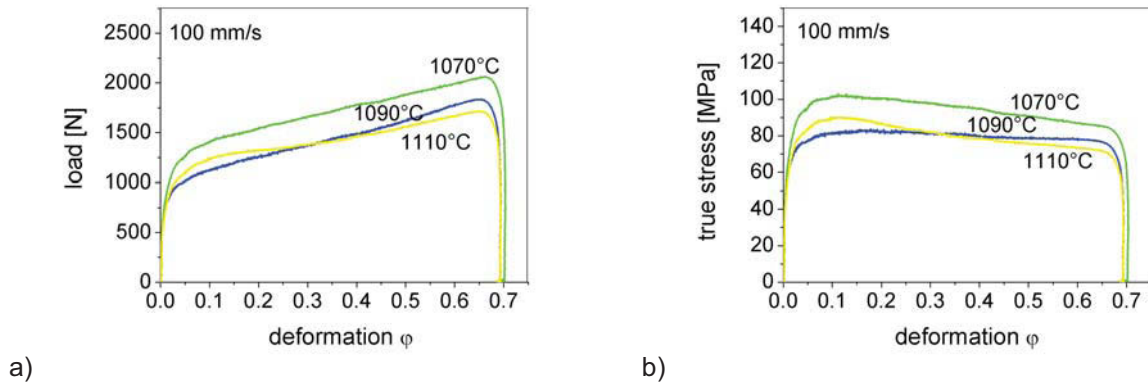 2500
2000
1500
1000
500
0
0.0 0.1 0.2 0.3 0.4 0.5 0.6 0.7
load [N]
deformation φ
100 mm/s
1070°C
1090°C
1110°C
a)
140
120
100
80
60
40
20
0
0.0 0.1 0.2 0.3 0.4 0.5 0.6 0.7
true stress [MPa]
deformation φ
100 mm/s
1070°C
1090°C
1110°C
b)